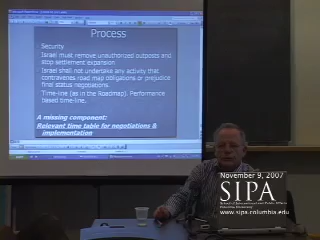 Process
Security
Israel must remove unauthorized outposts and
stop settlement expansion
Israel shall not undertake any activity that
contravenes road map obligations or prejudice
final status negotiations.
Time-line (as in the Roadmap). Performance
based time-line.
A missing component:
Relevant time table for negotiations &
implementation
November 9, 2007
SIPA
www.sipa.columbia.edu